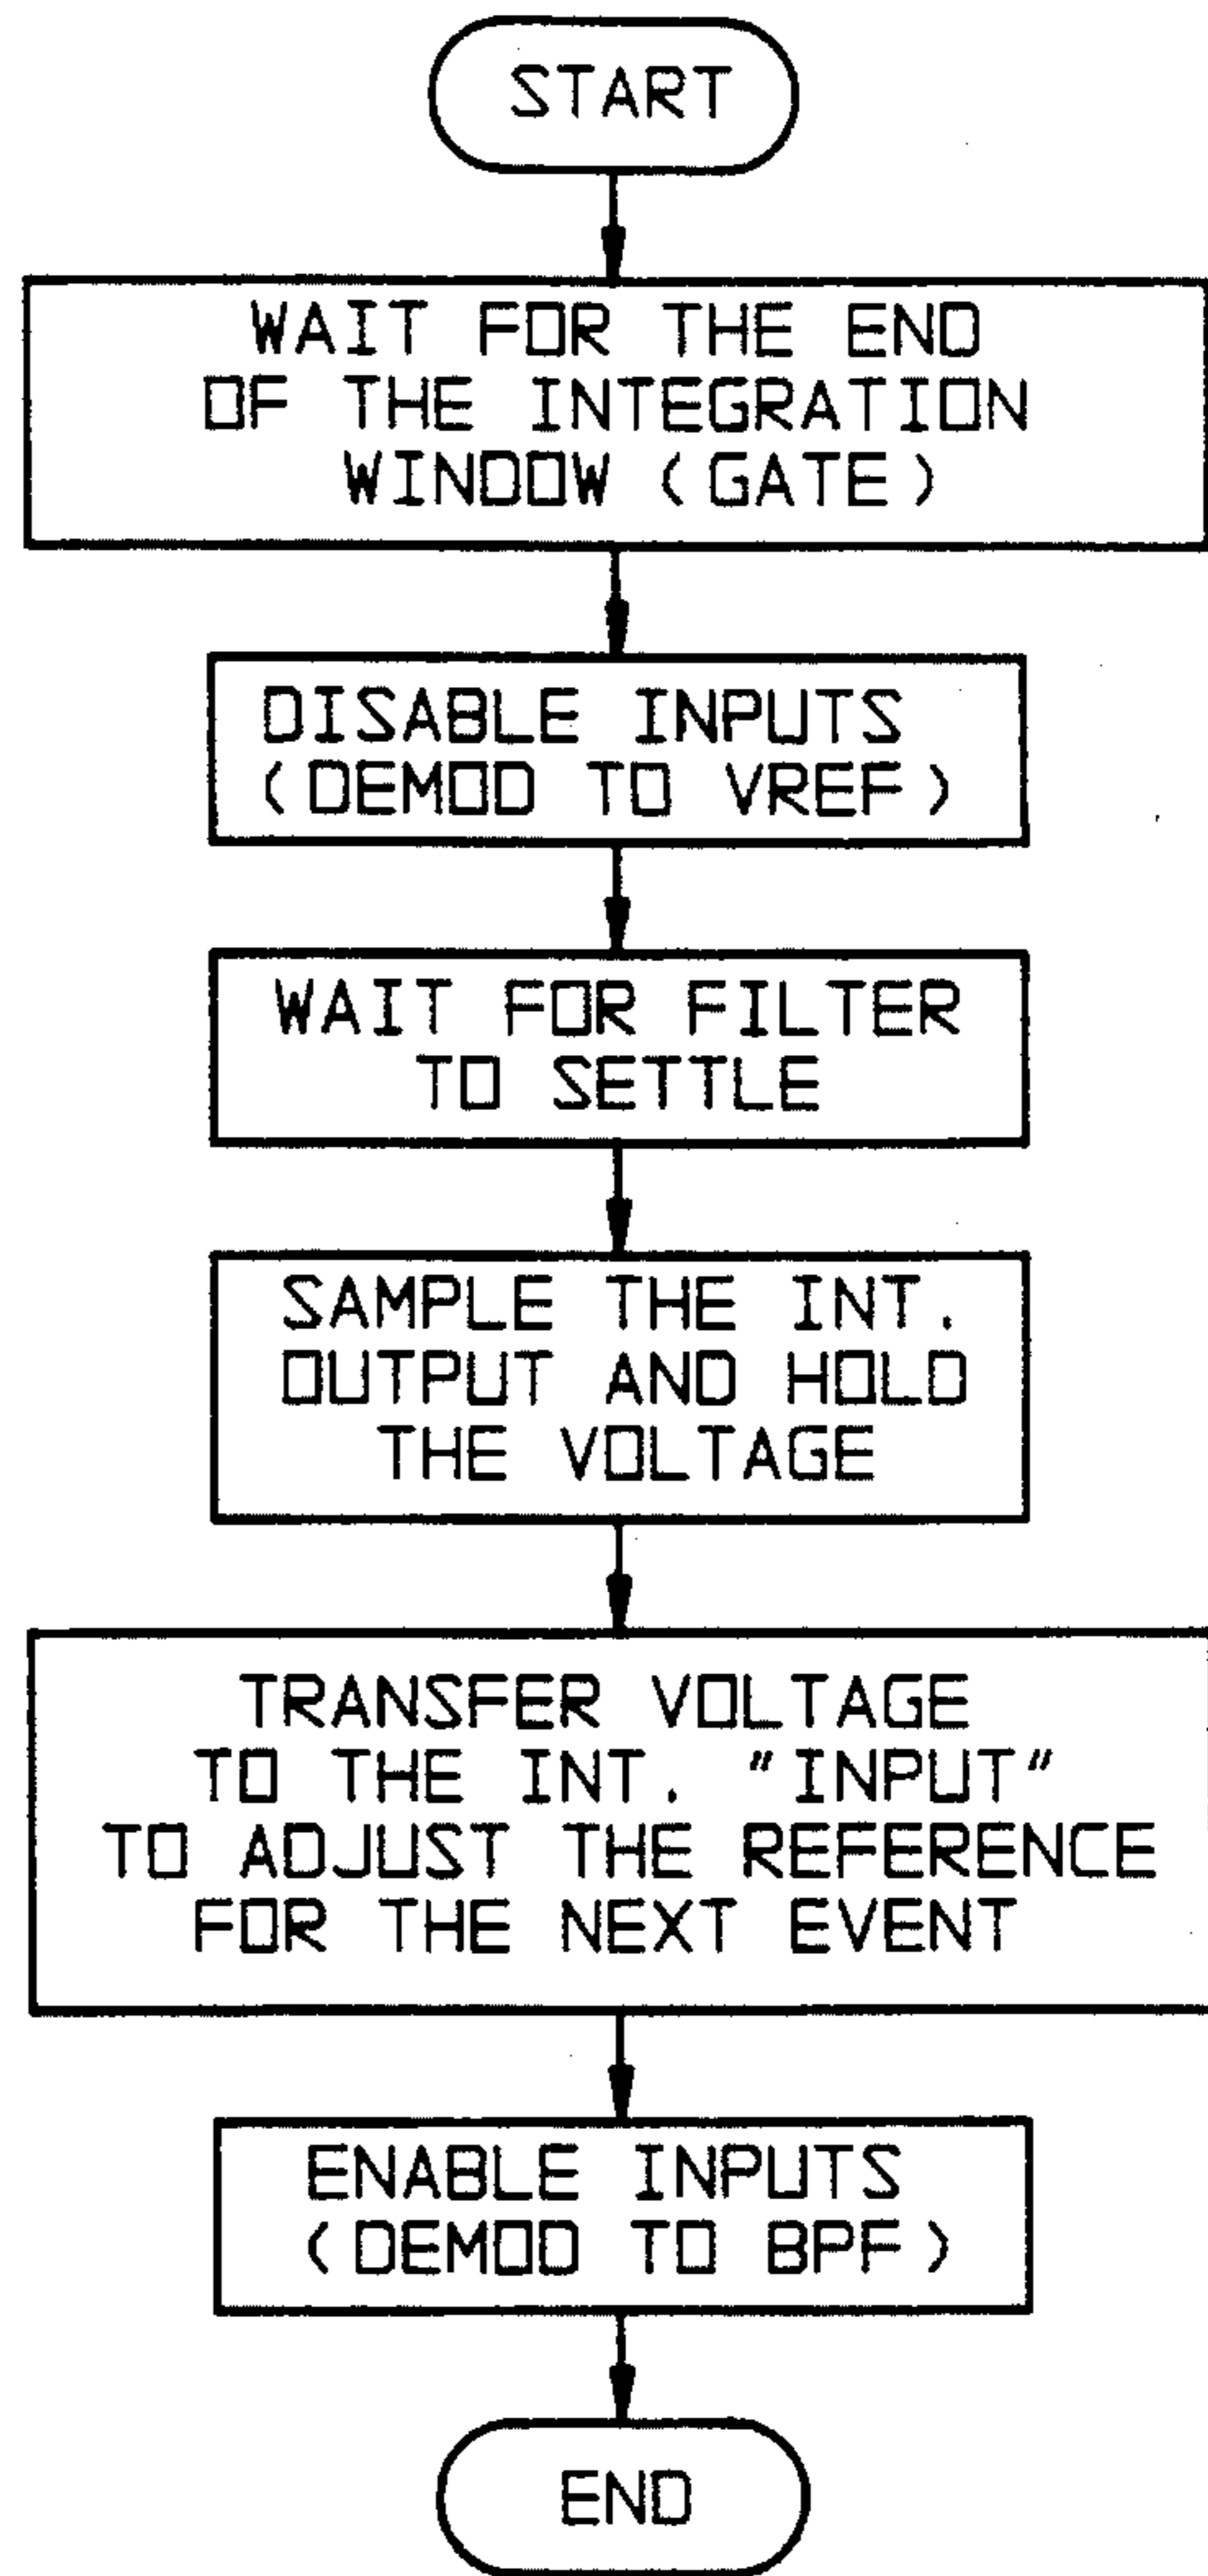 START
WAIT FOR THE END
OF THE INTEGRATION
WINDOW (GATE)
DISABLE INPUTS
(DEMOD TO VREF)
WAIT FOR FILTER
TO SETTLE
SAMPLE THE INT.
OUTPUT AND HOLD
THE VOLTAGE
TRANSFER VOLTAGE
TO THE INT. "INPUT"
TO ADJUST THE REFERENCE
FOR THE NEXT EVENT
ENABLE INPUTS
(DEMOD TO BPF)
END